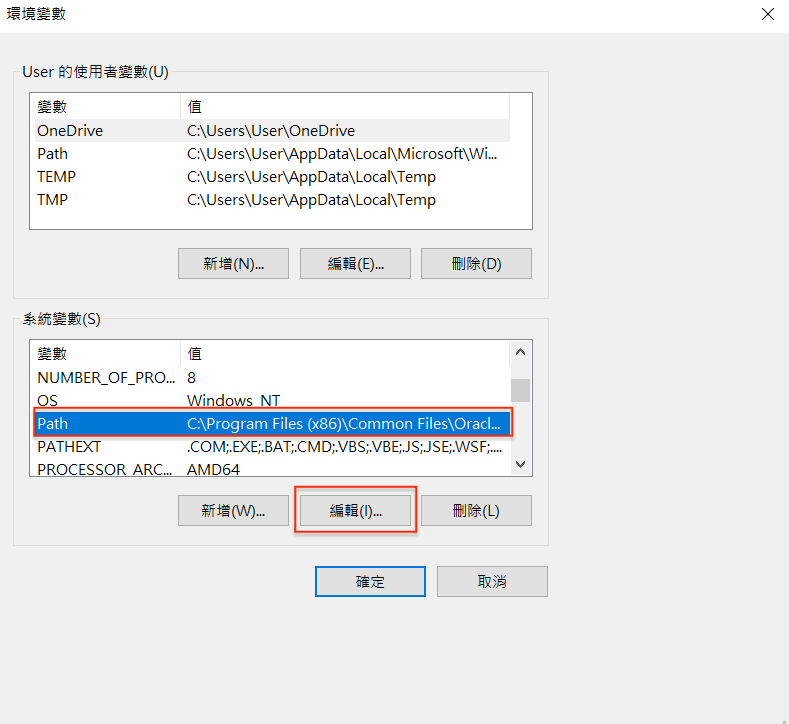 環境變數
User 的使用者變數(U)
變數 值
OneDrive C:\Users\User\OneDrive
Path C:\Users\User\AppData\Local\Microsoft\Wi...
TEMP C:\Users\User\AppData\Local\Temp
TMP C:\Users\User\AppData\Local\Temp
新增(N)... 編輯(E)... 刪除(D)
系統變數(S)
變數 值
NUMBER_OF_PRO... 8
OS Windows_NT
Path C:\Program Files (x86)\Common Files\Oracl...
PATHEXT .COM;.EXE;.BAT;.CMD;.VBS;.VBE;.JS;.JSE;.WSF;....
PROCESSOR_ARC... AMD64
新增(W)... 編輯(I)... 刪除(L)
確定 取消